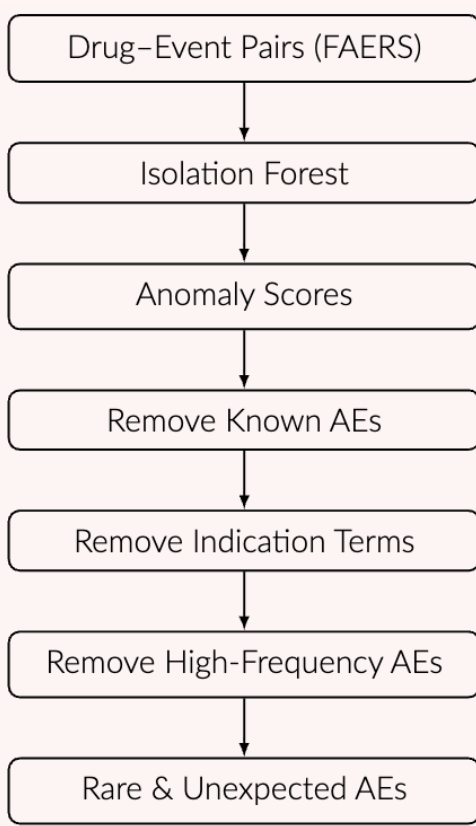 Drug–Event Pairs (FAERS)
Isolation Forest
Anomaly Scores
Remove Known AEs
Remove Indication Terms
Remove High-Frequency AEs
Rare & Unexpected AEs